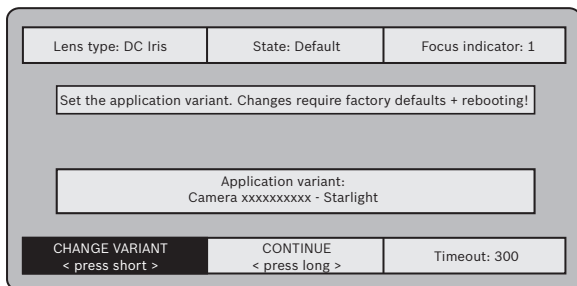 Lens type: DC Iris
State: Default
Focus indicator: 1
Set the application variant. Changes require factory defaults + rebooting!
Application variant:
Camera xxxxxxxxxx - Starlight
CHANGE VARIANT
< press short >
CONTINUE
< press long >
Timeout: 300